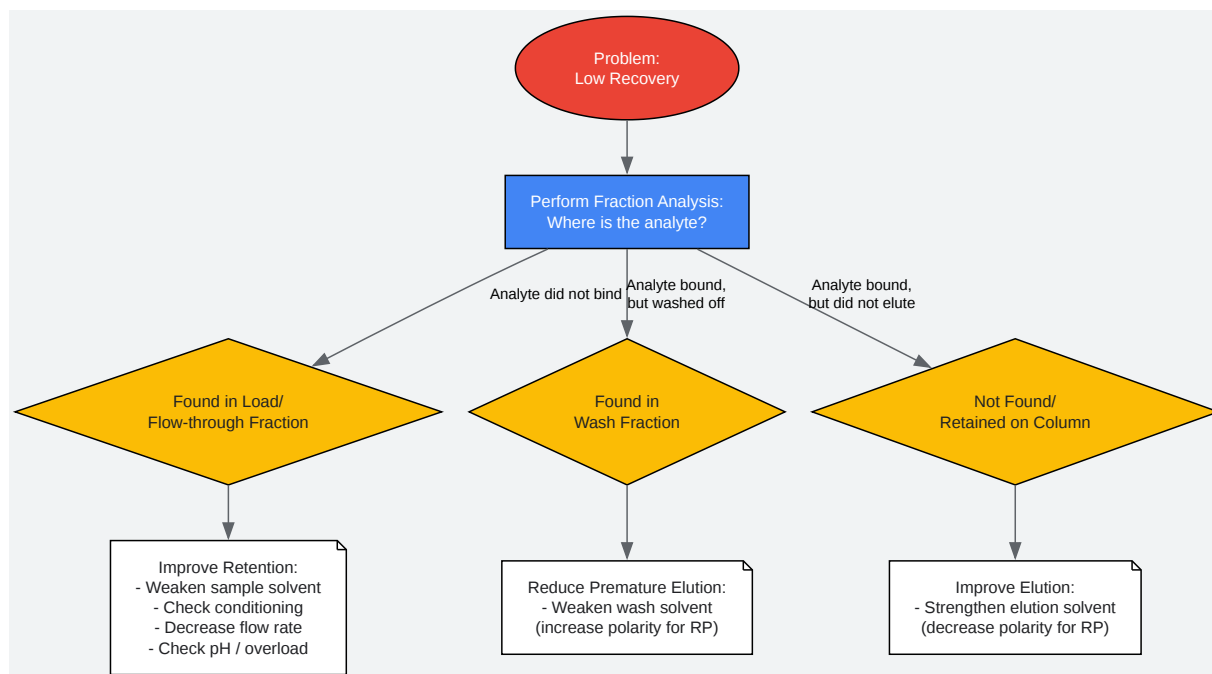 Problem:
Low Recovery
Perform Fraction Analysis:
Where is the analyte?
Analyte did not bind
Analyte bound,
but washed off
Analyte bound,
but did not elute
Found in Load/
Flow-through Fraction
Found in
Wash Fraction
Not Found/
Retained on Column
Improve Retention:
- Weaken sample solvent
- Check conditioning
- Decrease flow rate
- Check pH / overload
Reduce Premature Elution:
- Weaken wash solvent
(increase polarity for RP)
Improve Elution:
- Strengthen elution solvent
(decrease polarity for RP)